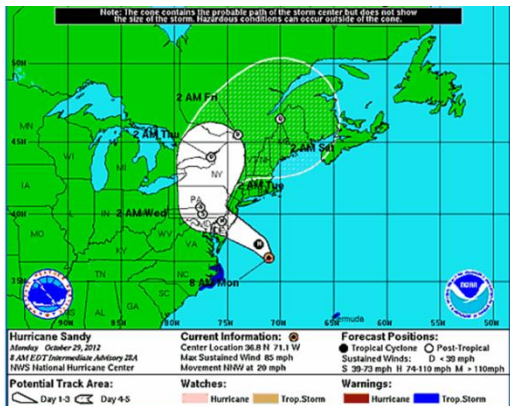 Note: The cone contains the probable path of the storm center but does not show
the size of the storm. Hazardous conditions can occur outside of the cone.
50N
2 AM Fri
MN
2 AM Thu
45N
ME
2 AM Sat
WI
MI
NY
VT
NH
2 AM Tue
IA
PA
40N
IL
IN
2 AM Wed
MO
KY
VA
8 AM Mon
35N
TN
NC
SC
AL
GA
Bermuda
85W
80W
75W
70W
60W
55W
50W
NOAA
Hurricane Sandy
Monday October 29, 2012
8 AM EDT Intermediate Advisory 28A
NWS National Hurricane Center
Current Information:
Center Location 36.8 N 71.1 W
Max Sustained Wind 85 mph
Movement NNW at 20 mph
Forecast Positions:
Tropical Cyclone Post-Tropical
Sustained Winds: D < 39 mph
S 39-73 mph H 74-110 mph M > 110mph
Potential Track Area:
Day 1-3 Day 4-5
Watches:
Hurricane Trop.Storm
Warnings:
Hurricane Trop.Storm